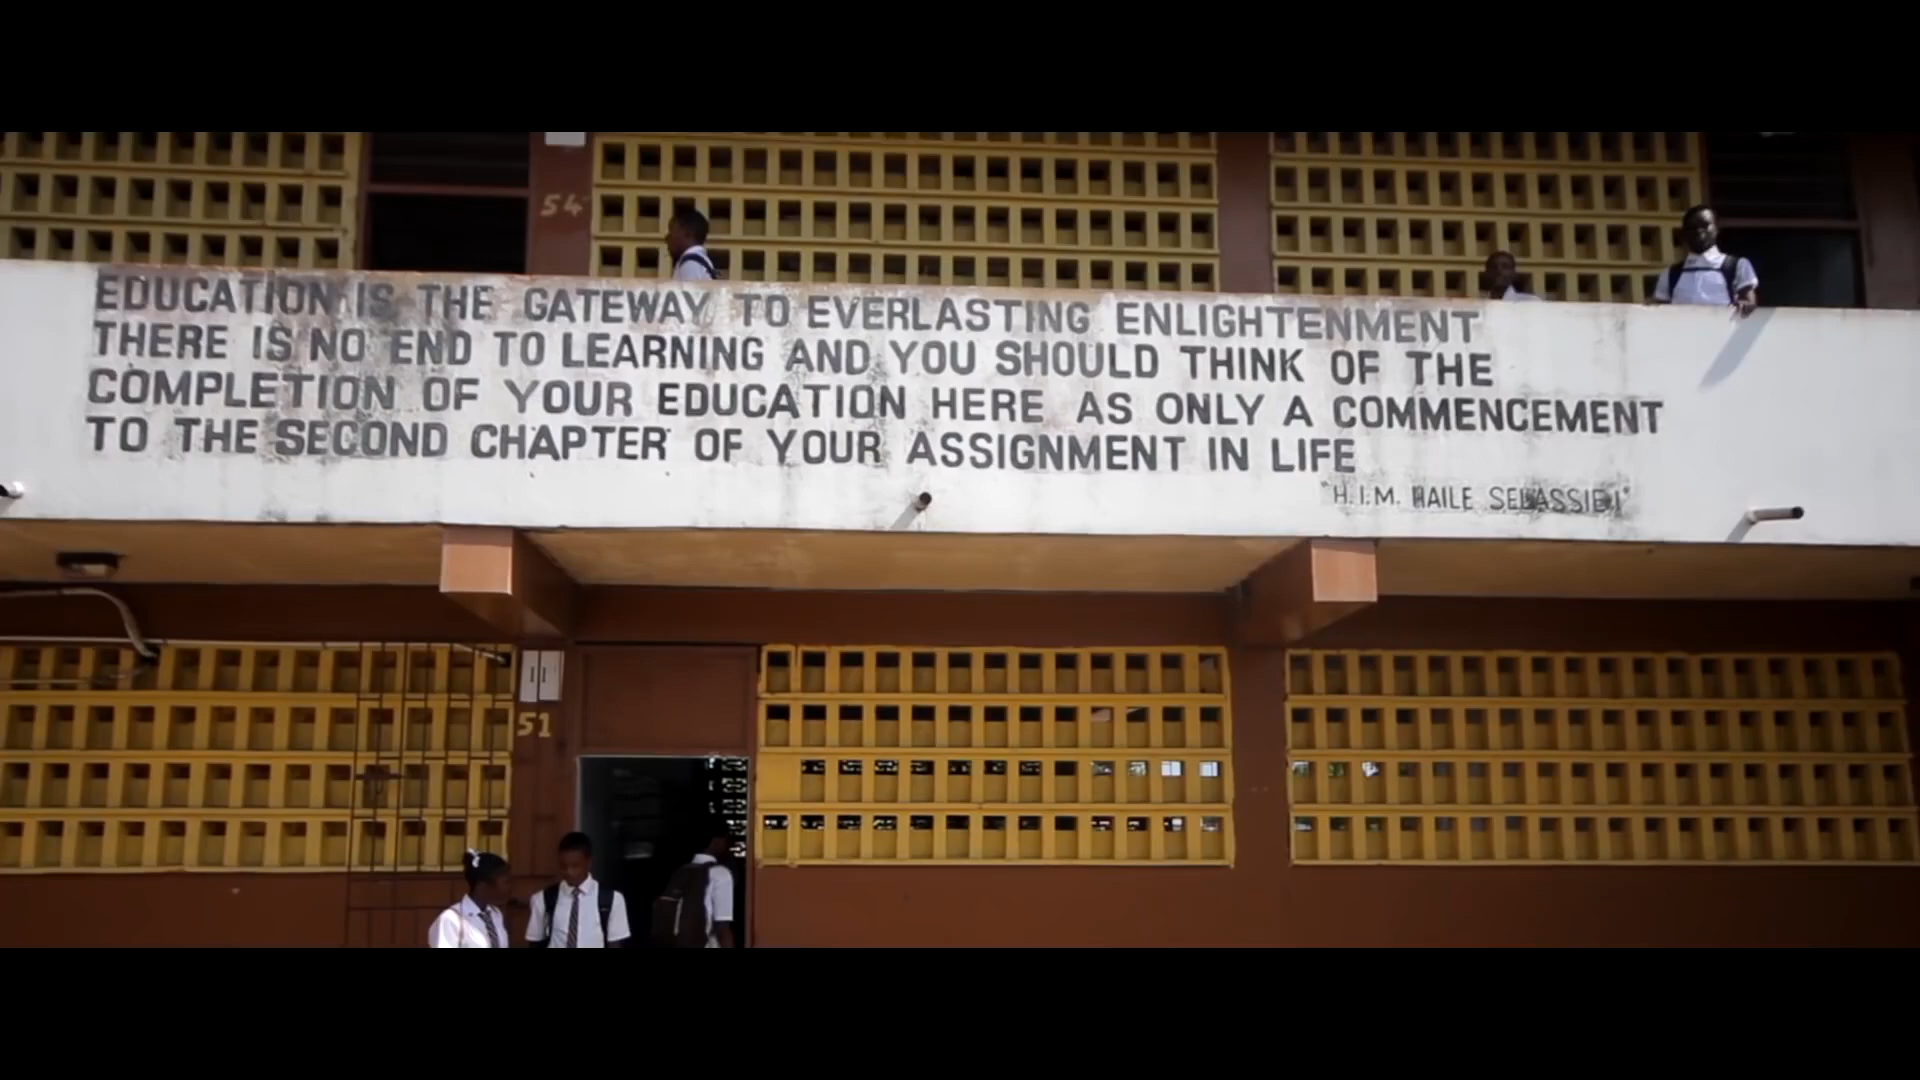 54
EDUCATION IS THE GATEWAY TO EVERLASTING ENLIGHTENMENT
THERE IS NO END TO LEARNING AND YOU SHOULD THINK OF THE
COMPLETION OF YOUR EDUCATION HERE AS ONLY A COMMENCEMENT
TO THE SECOND CHAPTER OF YOUR ASSIGNMENT IN LIFE
"H.I.M. HAILE SELASSIE I"
51